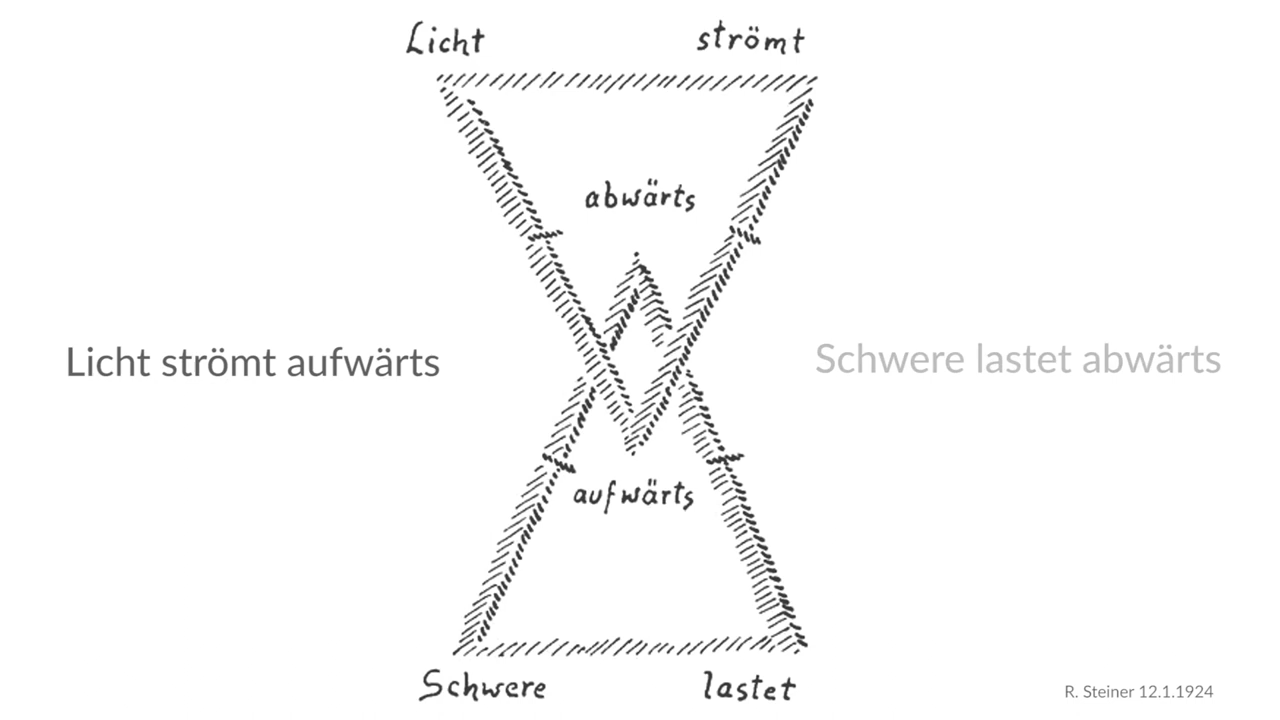 Licht strömt
abwärts
Licht strömt aufwärts
Schwere lastet abwärts
aufwärts
Schwere lastet
R. Steiner 12.1.1924